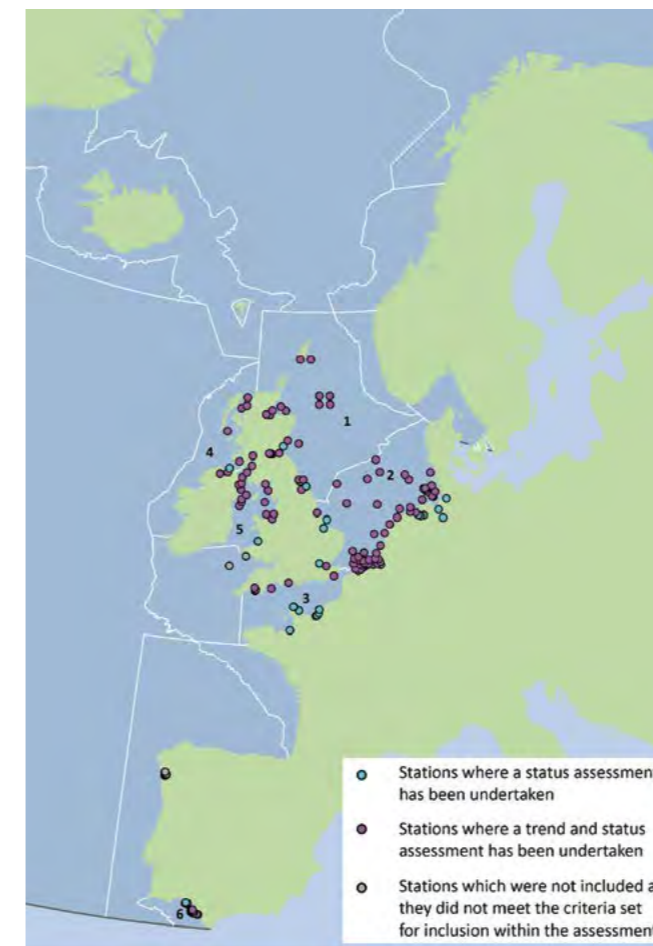 1
2
4
5
3
6
Stations where a status assessmen
has been undertaken
Stations where a trend and status
assessment has been undertaken
Stations which were not included a
they did not meet the criteria set
for inclusion within the assessment